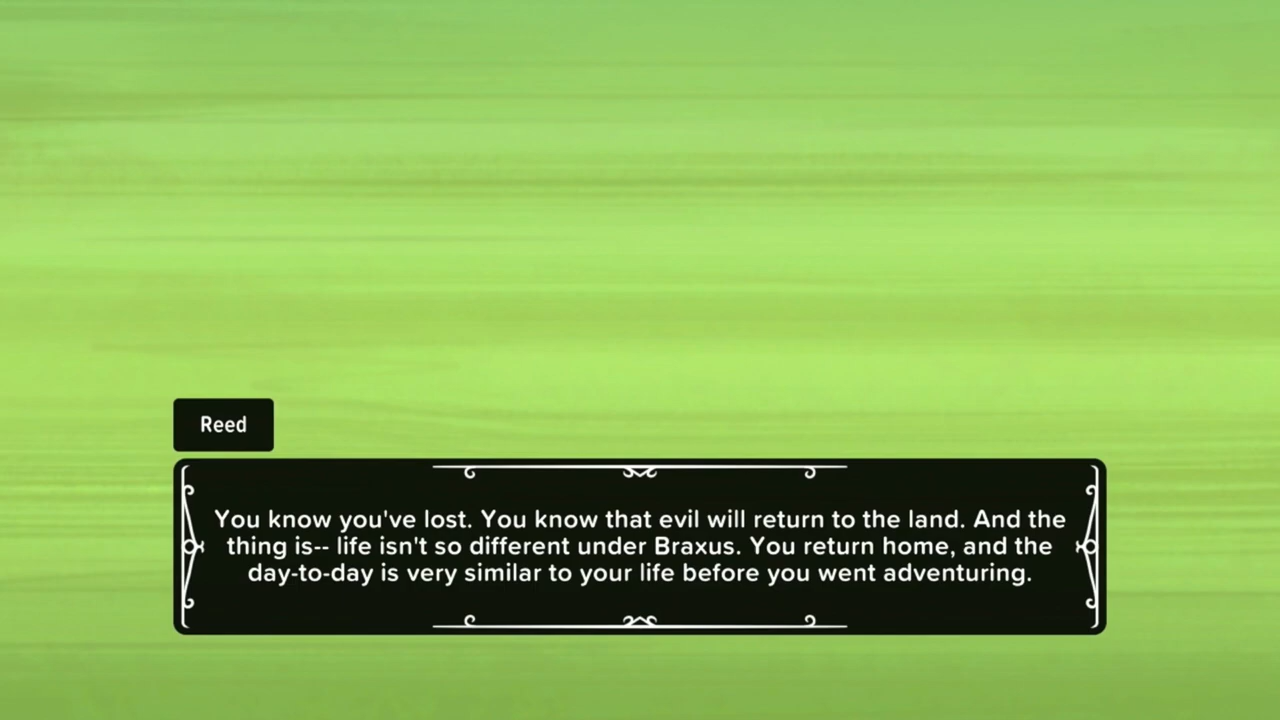 Reed
You know you've lost. You know that evil will return to the land. And the
thing is-- life isn't so different under Braxus. You return home, and the
day-to-day is very similar to your life before you went adventuring.